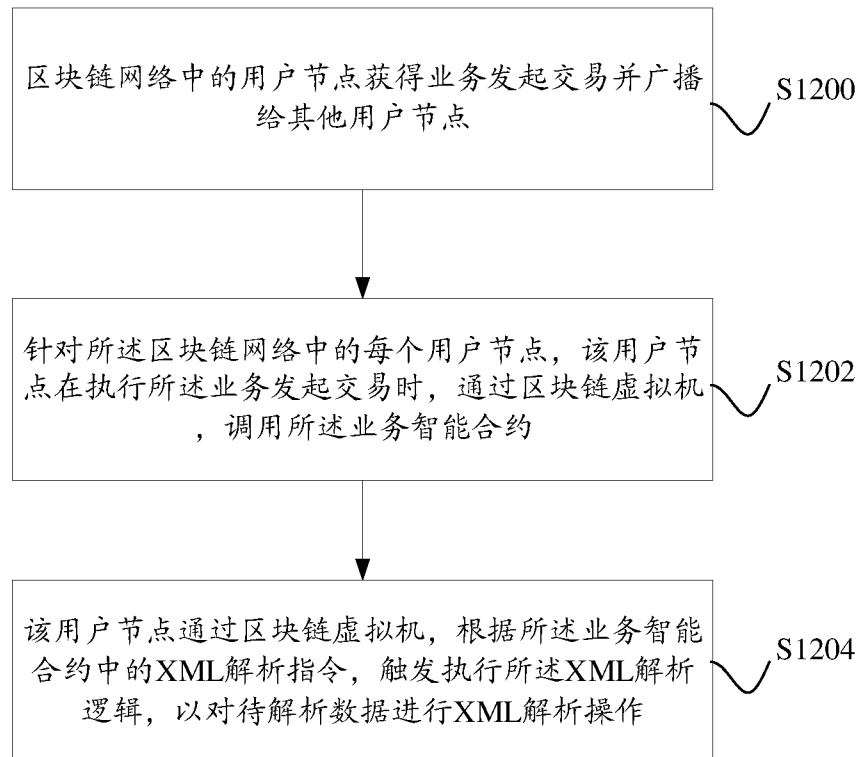 区块链网络中的用户节点获得业务发起交易并广播
给其他用户节点
S1200
针对所述区块链网络中的每个用户节点，该用户节
点在执行所述业务发起交易时，通过区块链虚拟机
，调用所述业务智能合约
S1202
该用户节点通过区块链虚拟机，根据所述业务智能
合约中的XML解析指令，触发执行所述XML解析
逻辑，以对待解析数据进行XML解析操作
S1204